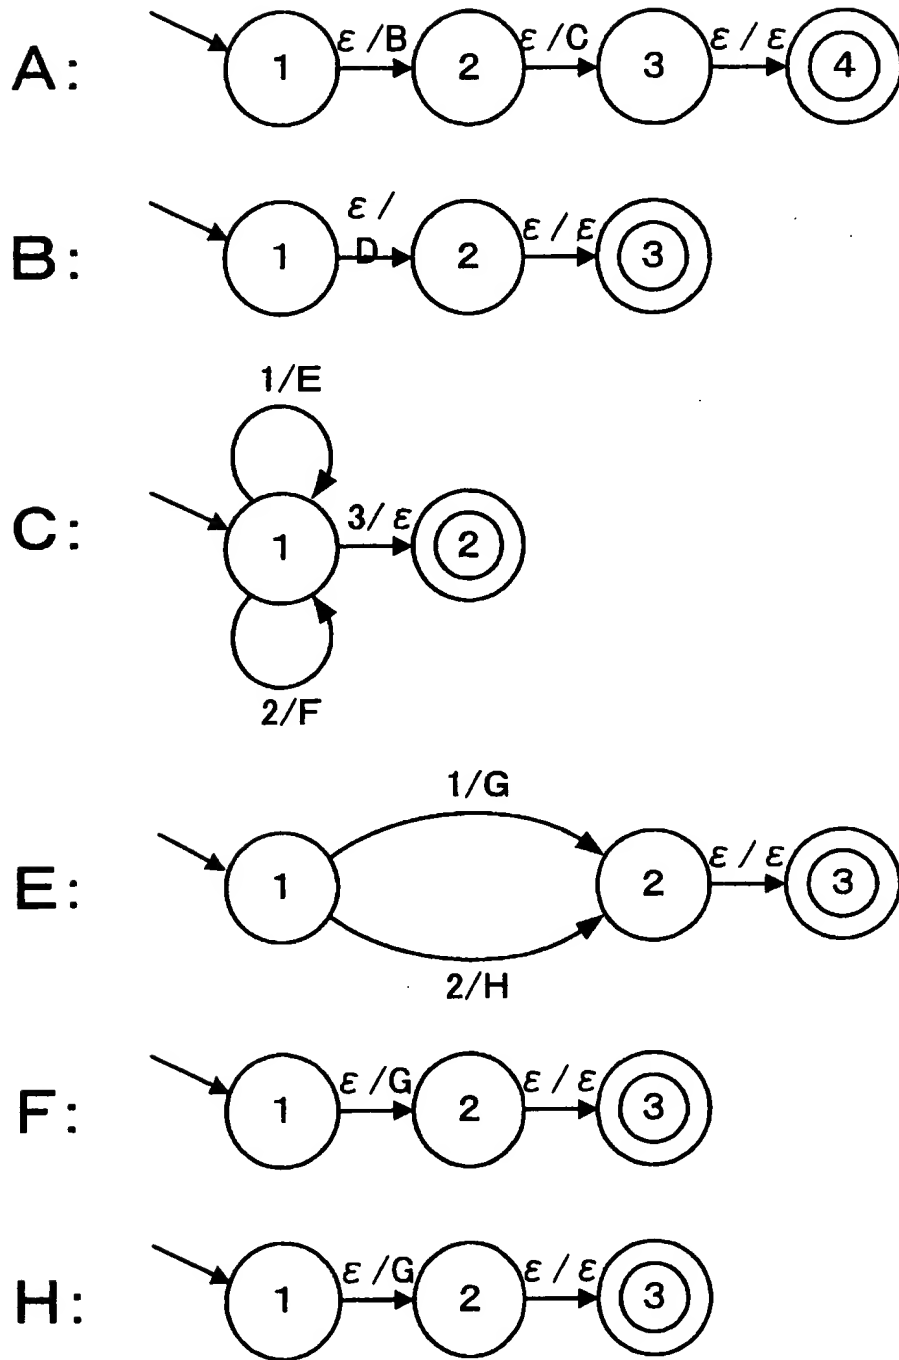 A: 1 ε/B 2 ε/C 3 ε/ε 4
B: 1 ε/D 2 ε/ε 3
1/E
C: 1 3/ε 2
2/F
1/G
E: 1 2 ε/ε 3
2/H
F: 1 ε/G 2 ε/ε 3
H: 1 ε/G 2 ε/ε 3